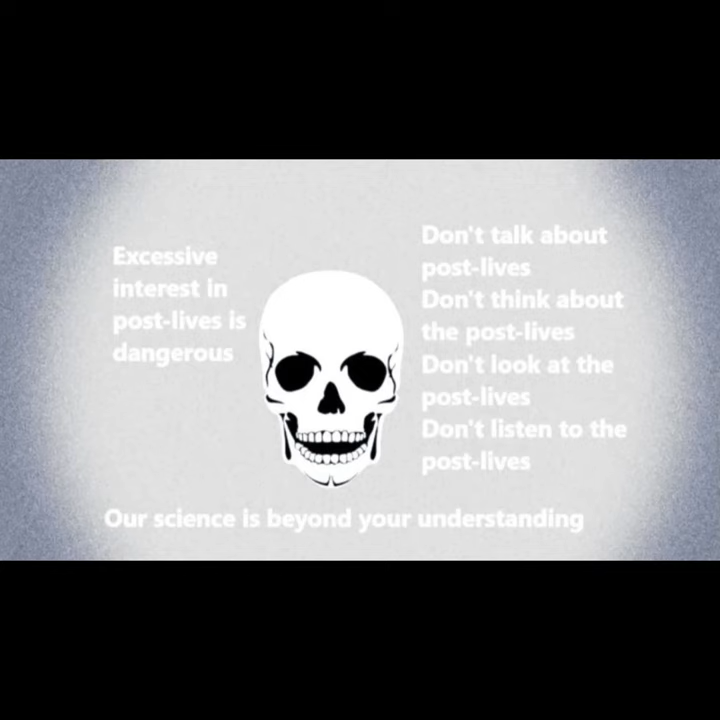 Excessive
interest in
post-lives is
dangerous
Don't talk about
post-lives
Don't think about
the post-lives
Don't look at the
post-lives
Don't listen to the
post-lives
Our science is beyond your understanding